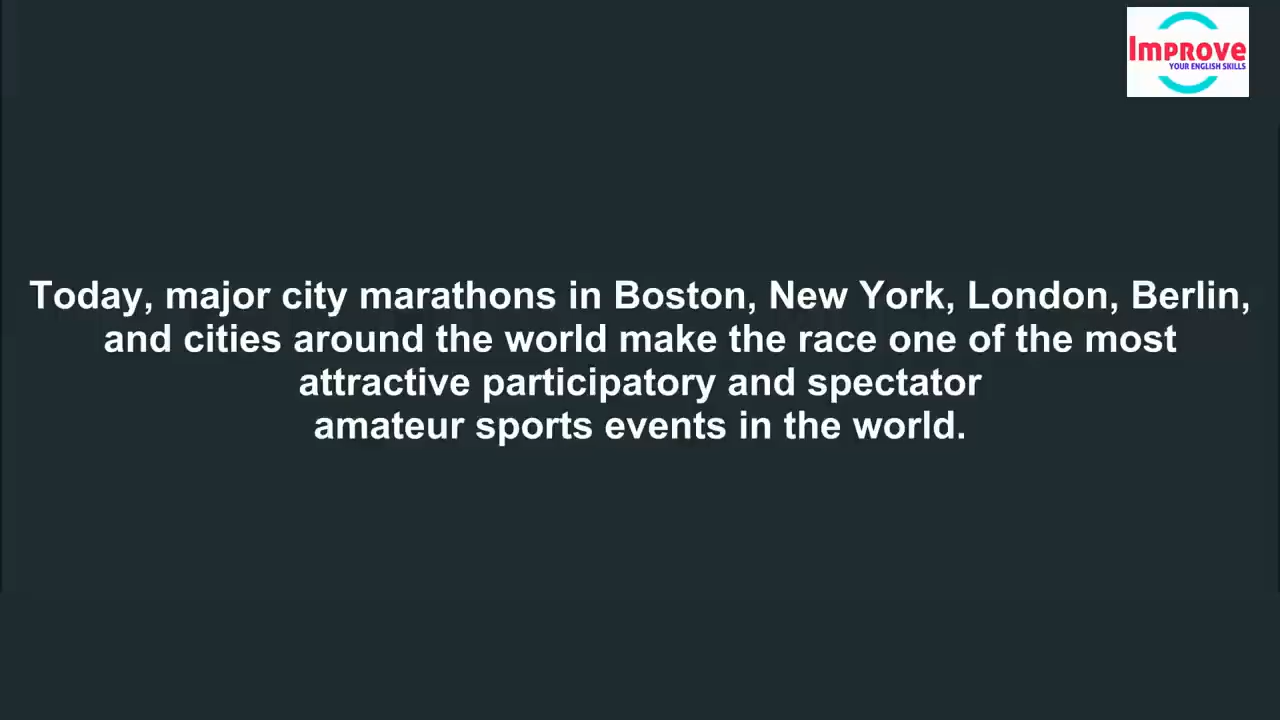 Improve
YOUR ENGLISH SKILLS
Today, major city marathons in Boston, New York, London, Berlin,
and cities around the world make the race one of the most
attractive participatory and spectator
amateur sports events in the world.